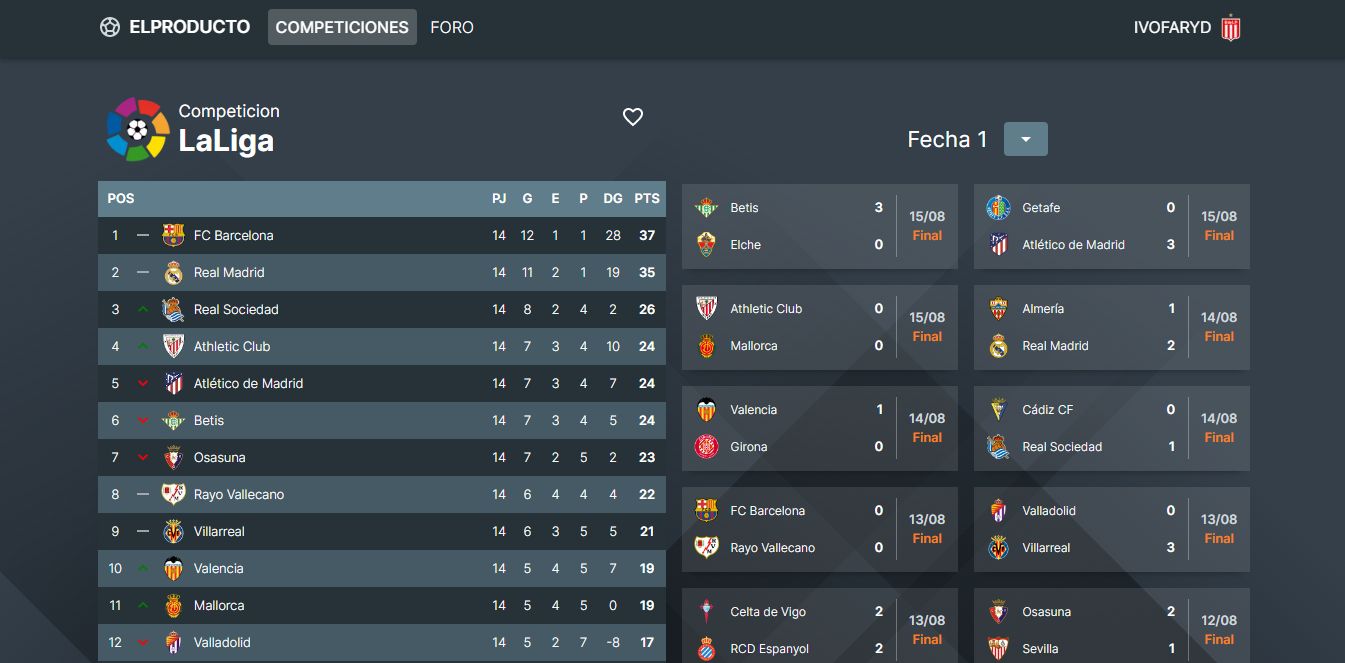 ELPRODUCTO COMPETICIONES FORO IVOFARYD
Competicion
LaLiga
POS PJ G E P DG PTS
1 FC Barcelona 14 12 1 1 28 37
2 Real Madrid 14 11 2 1 19 35
3 Real Sociedad 14 8 2 4 2 26
4 Athletic Club 14 7 3 4 10 24
5 Atlético de Madrid 14 7 3 4 7 24
6 Betis 14 7 3 4 5 24
7 Osasuna 14 7 2 5 2 23
8 Rayo Vallecano 14 6 4 4 4 22
9 Villarreal 14 6 3 5 5 21
10 Valencia 14 5 4 5 7 19
11 Mallorca 14 5 4 5 0 19
12 Valladolid 14 5 2 7 -8 17
Fecha 1
Betis 3
Elche 0
15/08
Final
Getafe 0
Atlético de Madrid 3
15/08
Final
Athletic Club 0
Mallorca 0
15/08
Final
Almería 1
Real Madrid 2
14/08
Final
Valencia 1
Girona 0
14/08
Final
Cádiz CF 0
Real Sociedad 1
14/08
Final
FC Barcelona 0
Rayo Vallecano 0
13/08
Final
Valladolid 0
Villarreal 3
13/08
Final
Celta de Vigo 2
RCD Espanyol 2
13/08
Final
Osasuna 2
Sevilla 1
12/08
Final